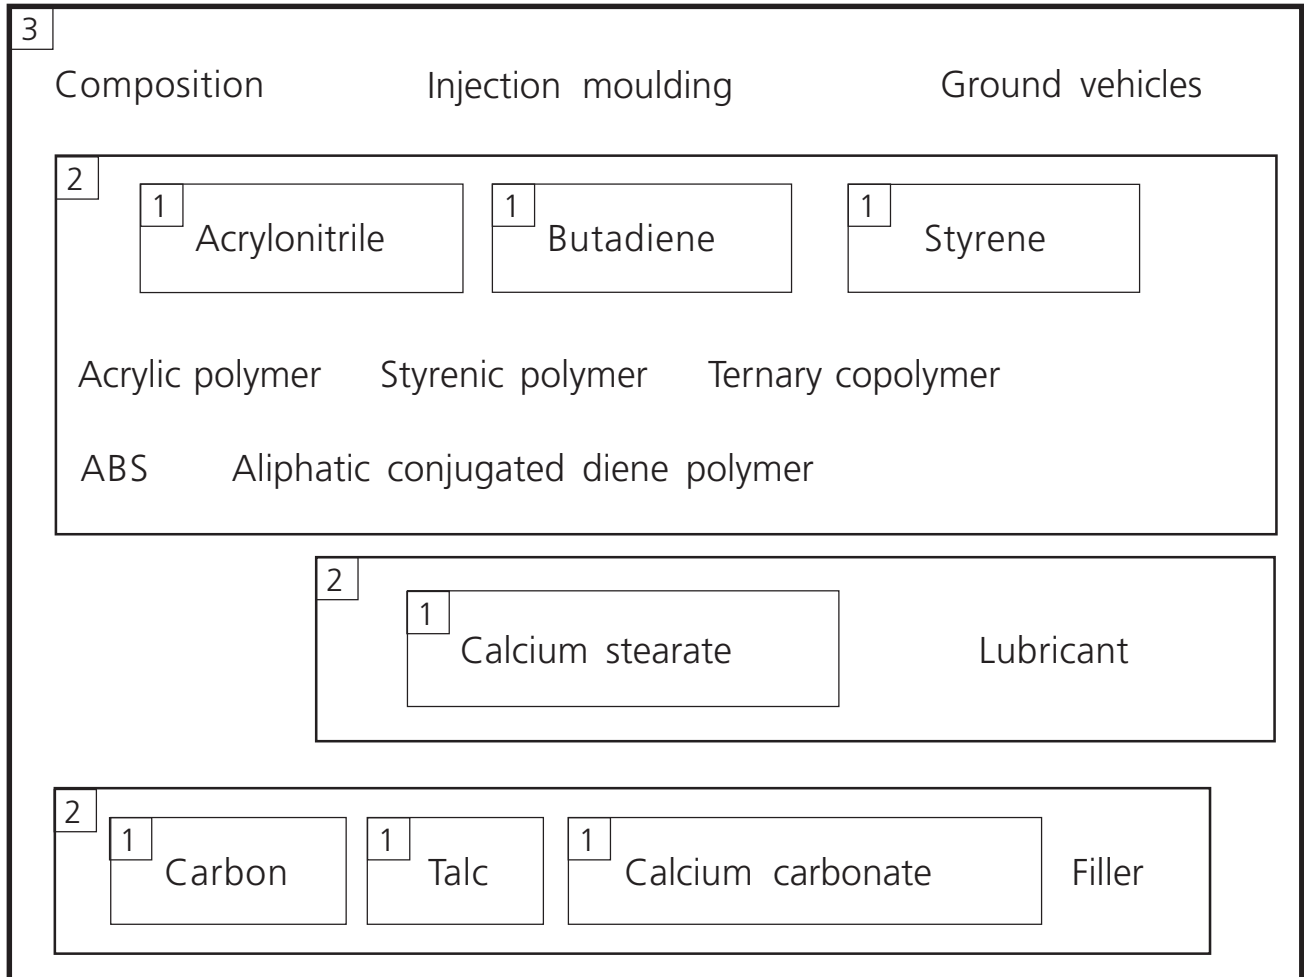 3
Composition Injection moulding Ground vehicles
2
1 1 1
Acrylonitrile Butadiene Styrene
Acrylic polymer Styrenic polymer Ternary copolymer
ABS Aliphatic conjugated diene polymer
2
1
Calcium stearate Lubricant
2
1 1 1
Carbon Talc Calcium carbonate Filler